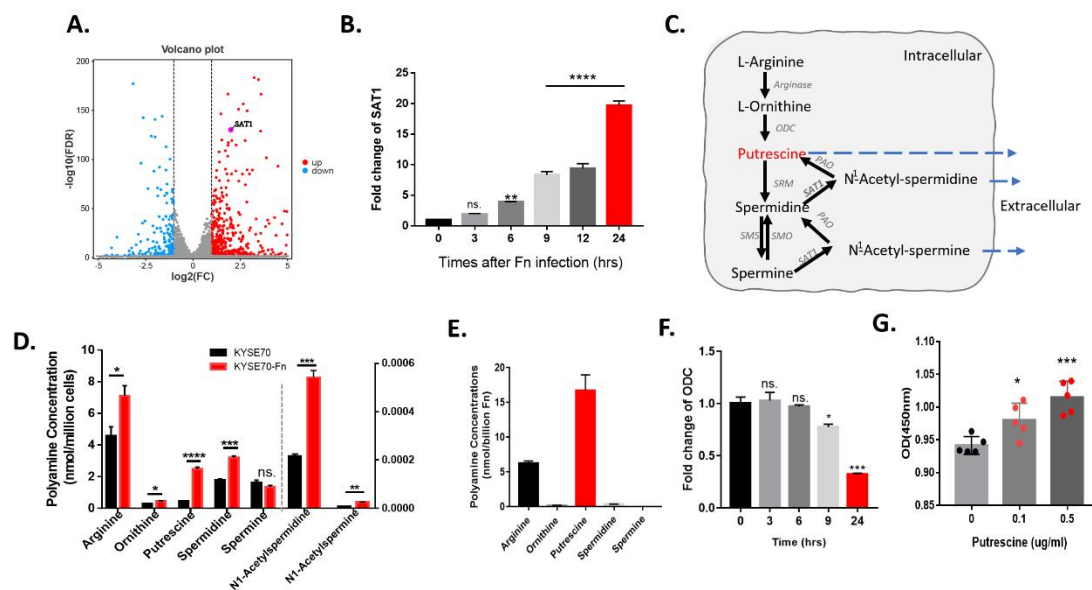 A.
Volcano plot
200
150
100
50
0
-log10(FDR)
-5.0
-2.5
0
2.5
5.0
log2(FC)
SAT1
up
down
B.
Fold change of SAT1
25
20
15
10
5
0
ns.
**
****
0 3 6 9 12 24
Times after Fn infection (hrs)
C.
Intracellular
L-Arginine
Arginase
L-Ornithine
ODC
Putrescine
PAO
SRM
SAT1
N1-Acetyl-spermidine
Extracellular
Spermidine
PAO
SMS
SMO
N1-Acetyl-spermine
SAT1
Spermine
D.
Polyamine Concentration
(nmol/million cells)
10
8
6
4
2
0
KYSE70
KYSE70-Fn
*
*
****
***
ns.
***
**
0.0006
0.0004
0.0002
0.0000
Arginine
Ornithine
Putrescine
Spermidine
Spermine
N1-Acetylspermidine
N1-Acetylspermine
E.
Polyamine Concentrations
(nmol/billion Fn)
20
15
10
5
0
Arginine
Ornithine
Putrescine
Spermidine
Spermine
F.
Fold change of ODC
1.5
1.0
0.5
0.0
ns.
ns.
*
***
0 3 6 9 24
Time (hrs)
G.
OD(450nm)
1.05
1.00
0.95
0.90
0.85
*
***
0 0.1 0.5
Putrescine (ug/ml)